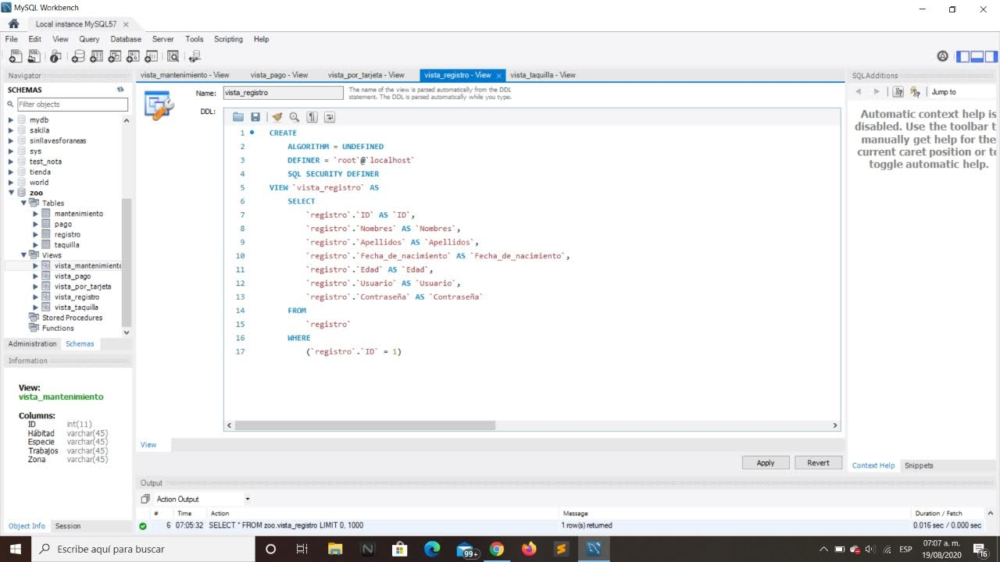 MySQL Workbench
Local instance MySQL57
File Edit View Query Database Server Tools Scripting Help
Navigator
SCHEMAS
Filter objects
mydb
sakila
sinllavesforaneas
sys
test_nota
tienda
world
zoo
Tables
mantenimiento
pago
registro
taquilla
Views
vista_mantenimiento
vista_pago
vista_por_tarjeta
vista_registro
vista_taquilla
Stored Procedures
Functions
Administration Schemas
Information
View:
vista_mantenimiento
Columns:
ID int(11)
Hábitad varchar(45)
Especie varchar(45)
Trabajos varchar(45)
Zona varchar(45)
Object Info Session
vista_mantenimiento - View vista_pago - View vista_por_tarjeta - View vista_registro - View vista_taquilla - View
Name: vista_registro
The name of the view is parsed automatically from the DDL
statement. The DDL is parsed automatically while you type.
DDL:
1 CREATE
2 ALGORITHM = UNDEFINED
3 DEFINER = `root`@`localhost`
4 SQL SECURITY DEFINER
5 VIEW `vista_registro` AS
6 SELECT
7 `registro`.`ID` AS `ID`,
8 `registro`.`Nombres` AS `Nombres`,
9 `registro`.`Apellidos` AS `Apellidos`,
10 `registro`.`Fecha_de_nacimiento` AS `Fecha_de_nacimiento`,
11 `registro`.`Edad` AS `Edad`,
12 `registro`.`Usuario` AS `Usuario`,
13 `registro`.`Contraseña` AS `Contraseña`
14 FROM
15 `registro`
16 WHERE
17 (`registro`.`ID` = 1)
View
Apply Revert
SQLAdditions
Jump to
Automatic context help is
disabled. Use the toolbar t
manually get help for the
current caret position or to
toggle automatic help.
Context Help Snippets
Output
Action Output
# Time Action Message Duration / Fetch
6 07:05:32 SELECT * FROM zoo.vista_registro LIMIT 0, 1000 1 row(s) returned 0.016 sec / 0.000 sec
Escribe aquí para buscar
99+
ESP
07:07 a. m.
19/08/2020
16